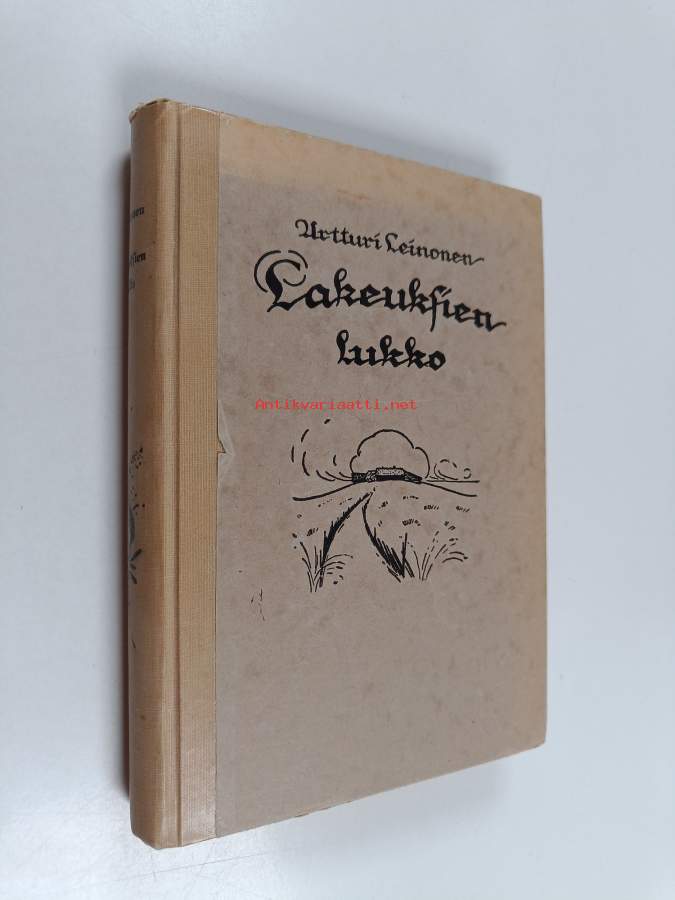 Artturi Leinonen
Lakeuksien
lukko
Antikvariaatti.net